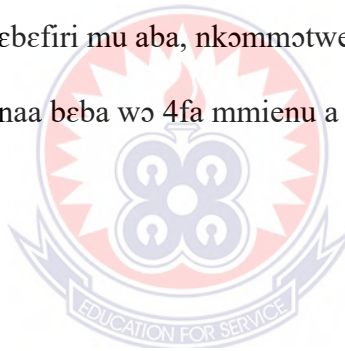 ɛbɛfiri mu aba, nkɔmmɔtwe
naa bɛba wɔ 4fa mmienu a
EDUCATION FOR SERVICE